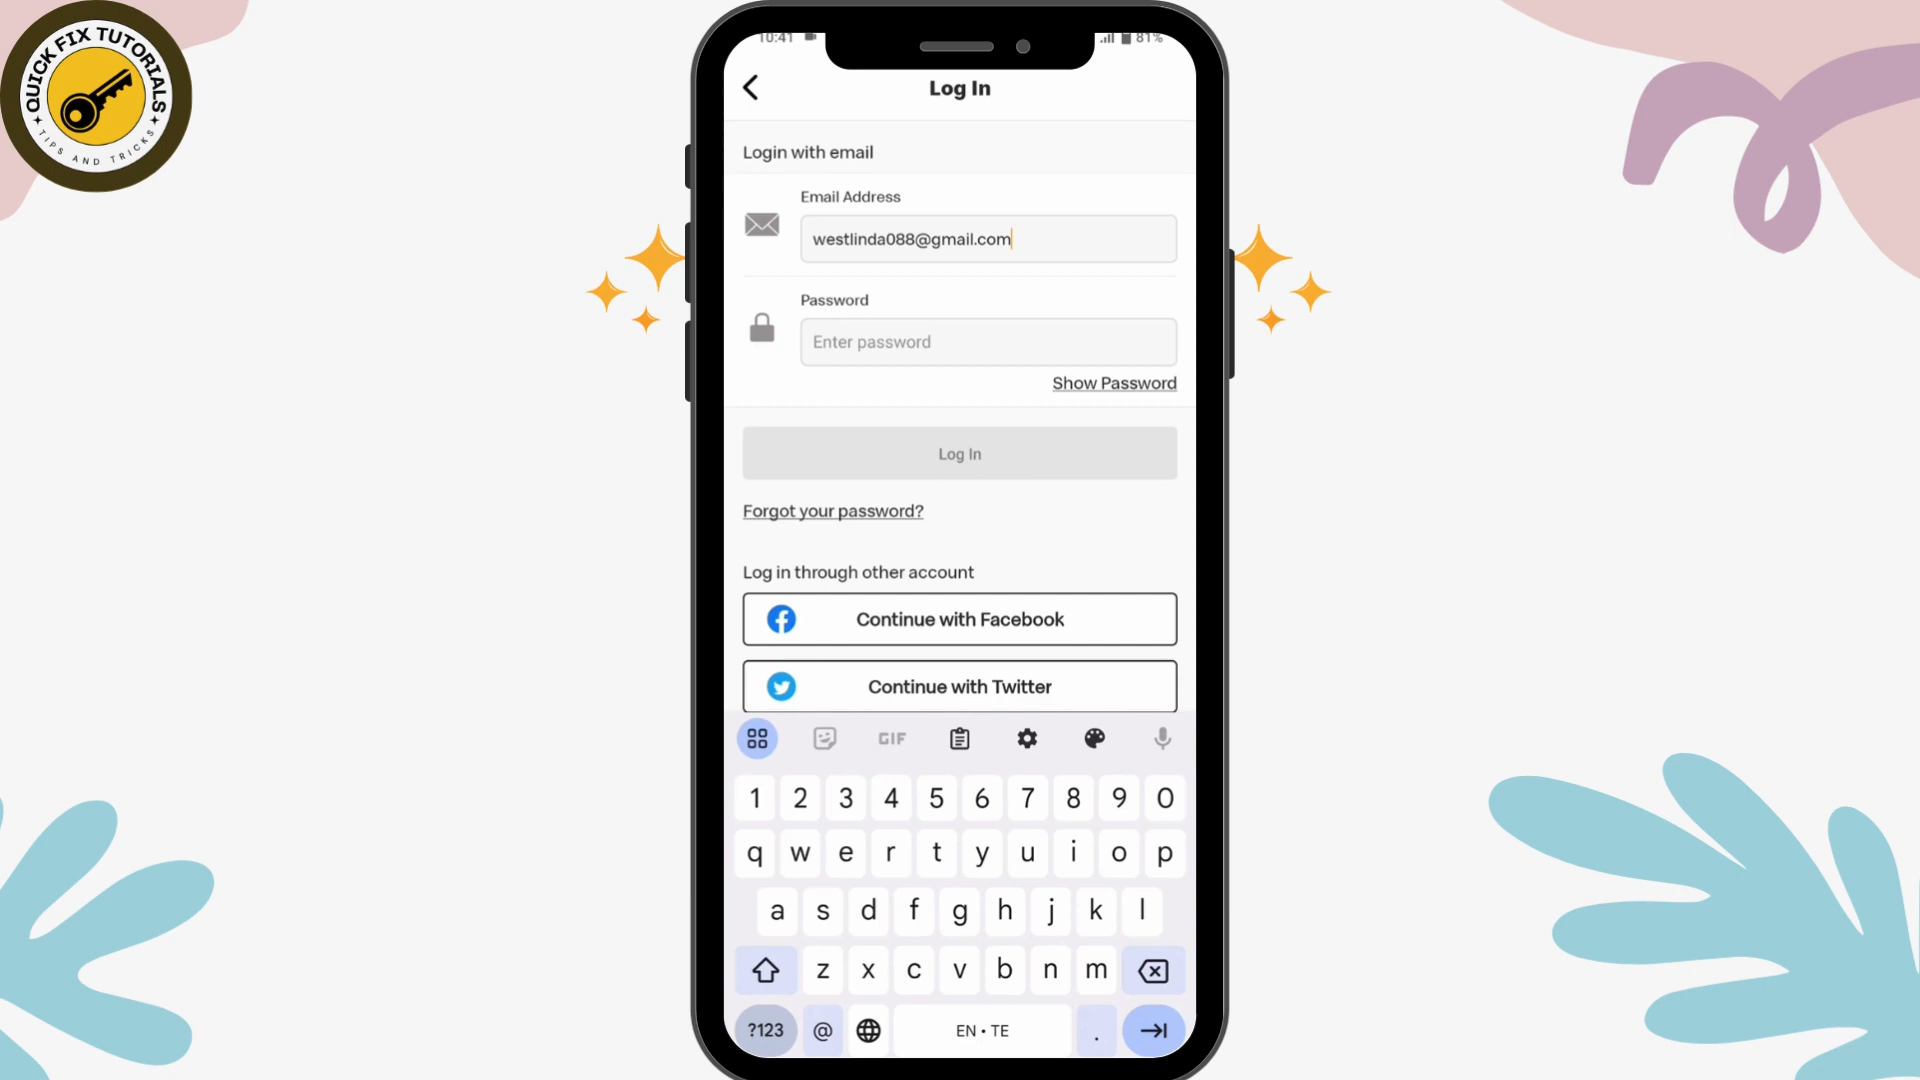 QUICK FIX TUTORIALS
TIPS AND TRICKS
10:41
81%
Log In
Login with email
Email Address
westlinda088@gmail.com
Password
Enter password
Show Password
Log In
Forgot your password?
Log in through other account
Continue with Facebook
Continue with Twitter
GIF
1 2 3 4 5 6 7 8 9 0
q w e r t y u i o p
a s d f g h j k l
z x c v b n m
?123 @ EN • TE .